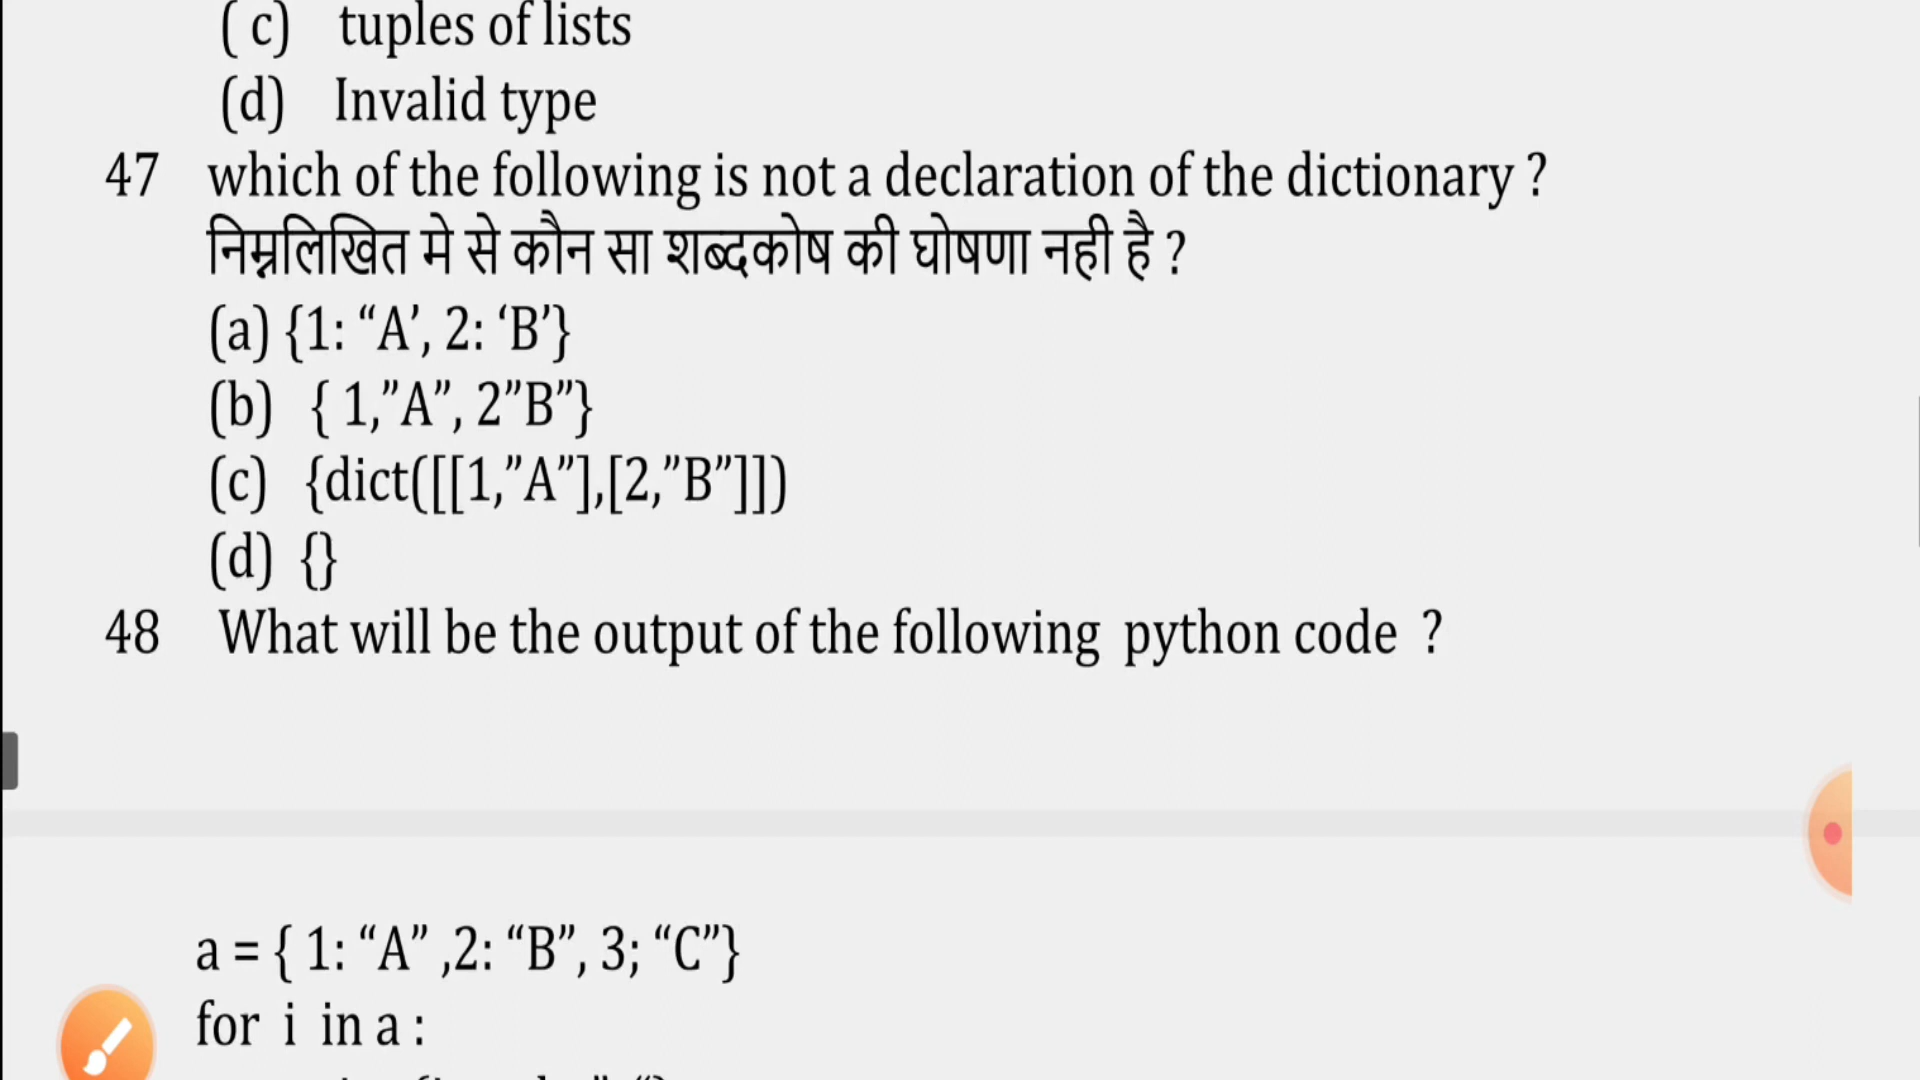 ( c) tuples of lists
(d) Invalid type
47 which of the following is not a declaration of the dictionary ?
निम्नलिखित मे से कौन सा शब्दकोष की घोषणा नही है ?
(a) {1: “A’, 2: ‘B’}
(b) { 1,”A”, 2”B”}
(c) {dict([[1,”A”],[2,”B”]])
(d) {}
48 What will be the output of the following python code ?
a = { 1: “A” ,2: “B”, 3; “C”}
for i in a :